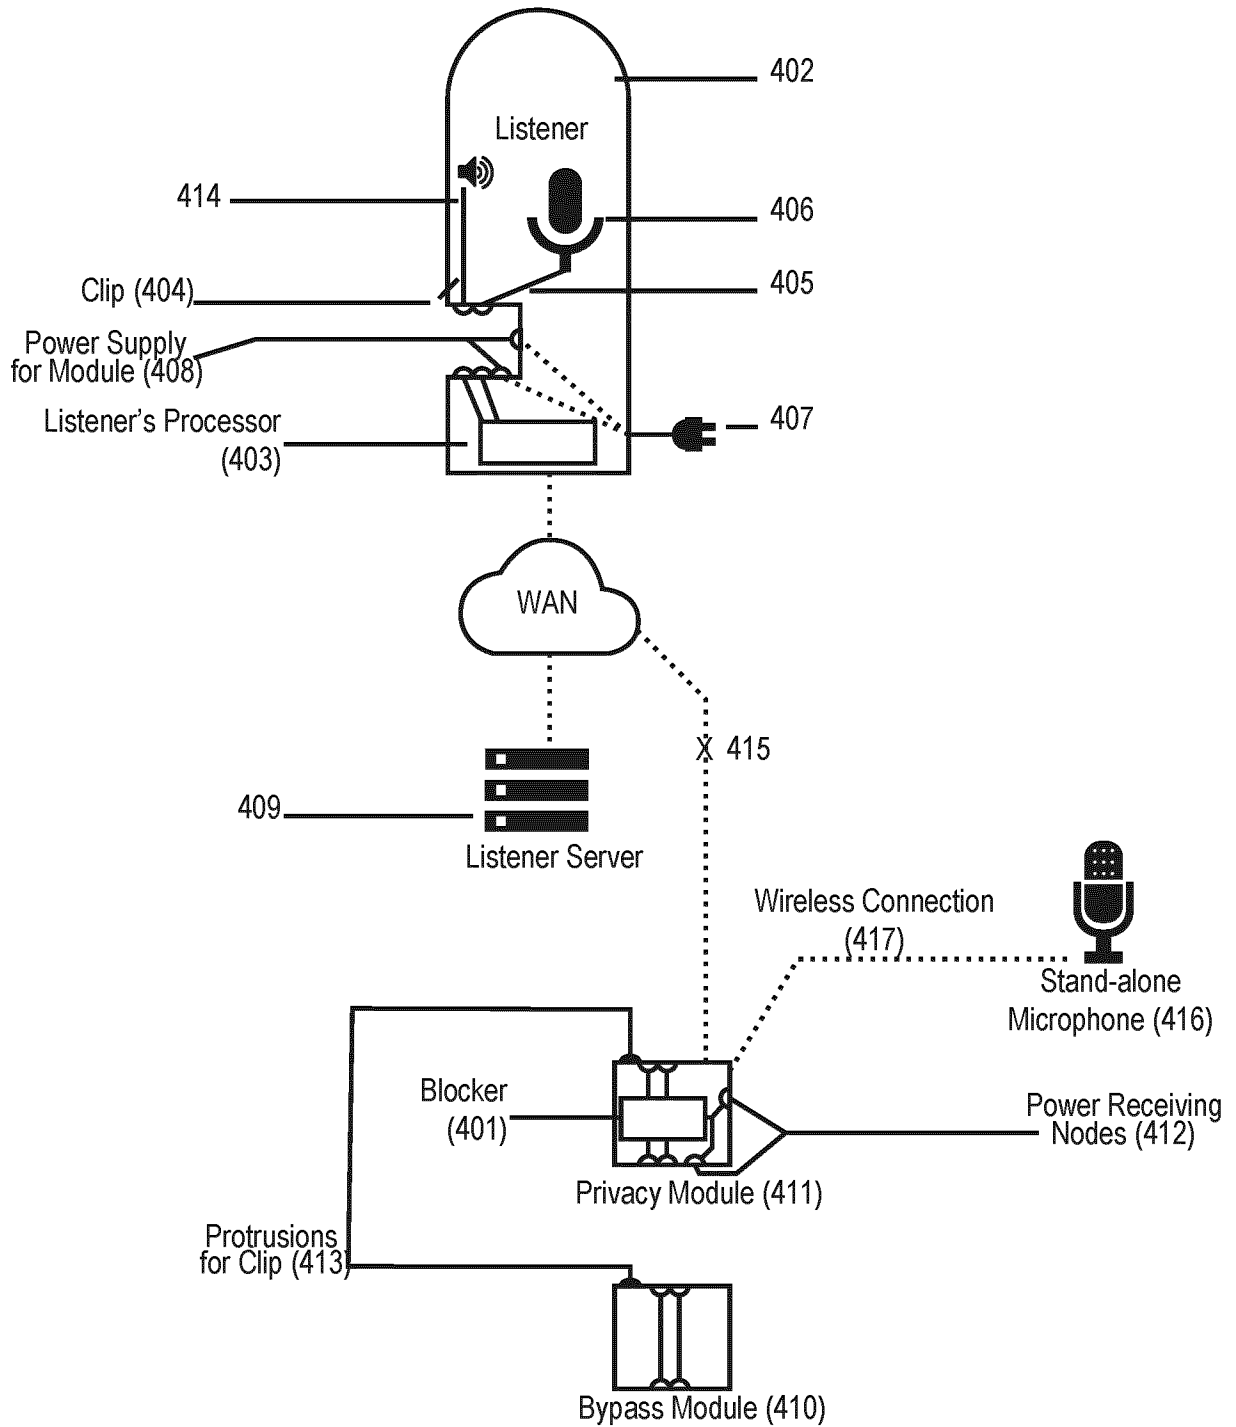 402
Listener
414
406
405
Clip (404)
Power Supply
for Module (408)
407
Listener's Processor
(403)
WAN
X 415
409
Listener Server
Wireless Connection
(417)
Stand-alone
Microphone (416)
Blocker
(401)
Power Receiving
Nodes (412)
Privacy Module (411)
Protrusions
for Clip (413)
Bypass Module (410)